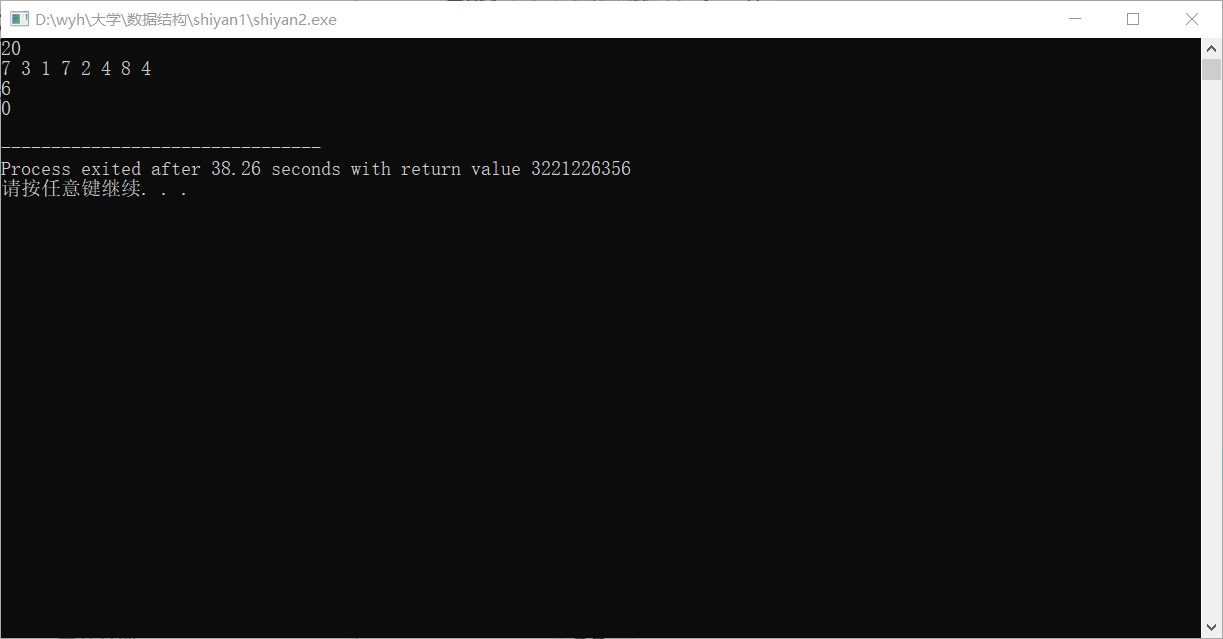 D:\wyh\大学\数据结构\shiyan1\shiyan2.exe
20
7 3 1 7 2 4 8 4
6
0
--------------------------------
Process exited after 38.26 seconds with return value 3221226356
请按任意键继续. . .